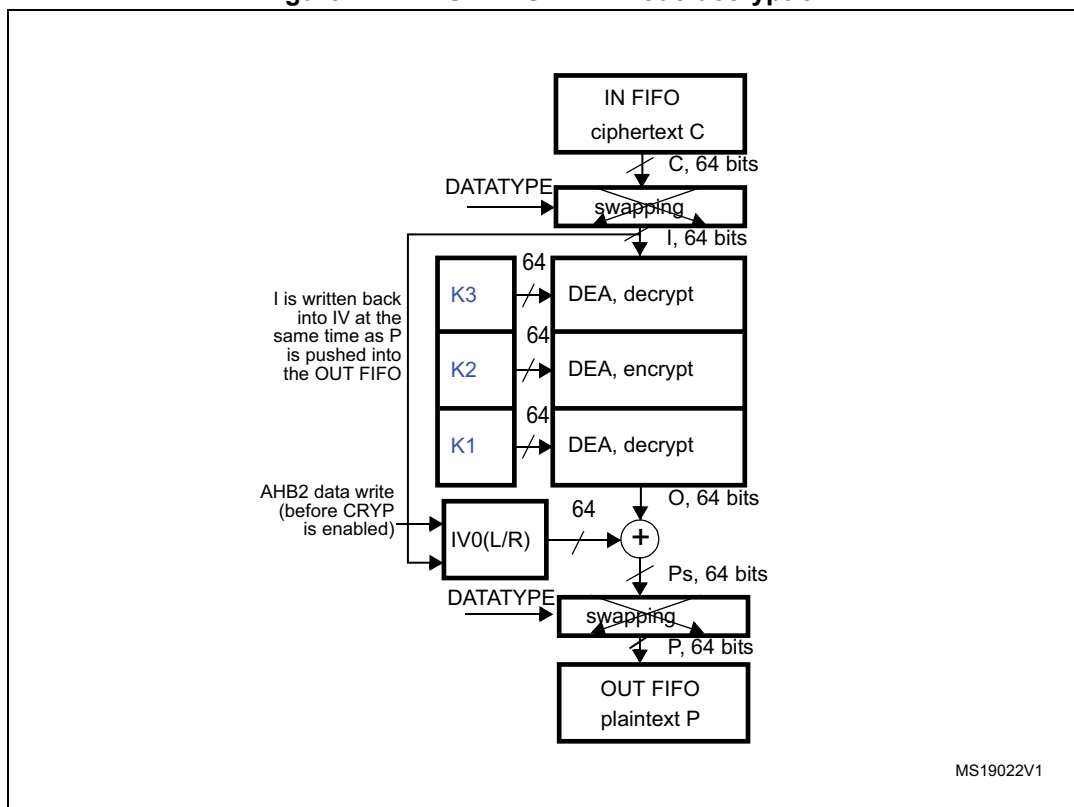 IN FIFO
ciphertext C
C, 64 bits
DATATYPE
swapping
I, 64 bits
64
K3
DEA, decrypt
I is written back
into IV at the
same time as P
is pushed into
the OUT FIFO
64
K2
DEA, encrypt
64
K1
DEA, decrypt
AHB2 data write
(before CRYP
is enabled)
O, 64 bits
64
IV0(L/R)
+
Ps, 64 bits
DATATYPE
swapping
P, 64 bits
OUT FIFO
plaintext P
MS19022V1